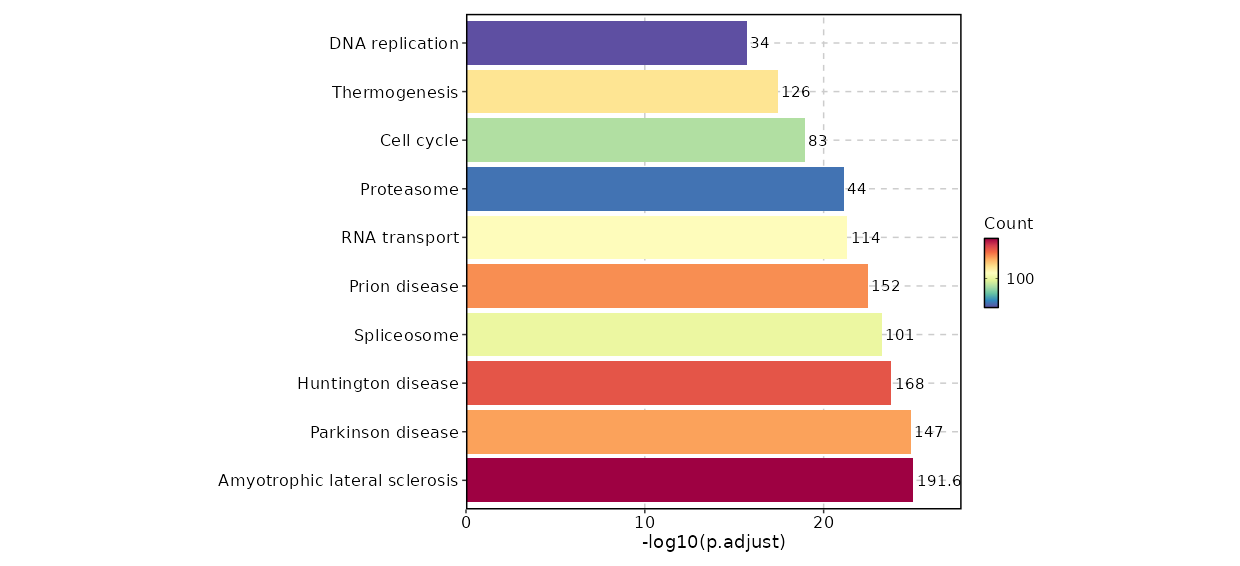 DNA replication 34
Thermogenesis 126
Cell cycle 83
Proteasome 44
RNA transport 114
Prion disease 152
Spliceosome 101
Huntington disease 168
Parkinson disease 147
Amyotrophic lateral sclerosis 191.6
0 10 20
-log10(p.adjust)
Count
100